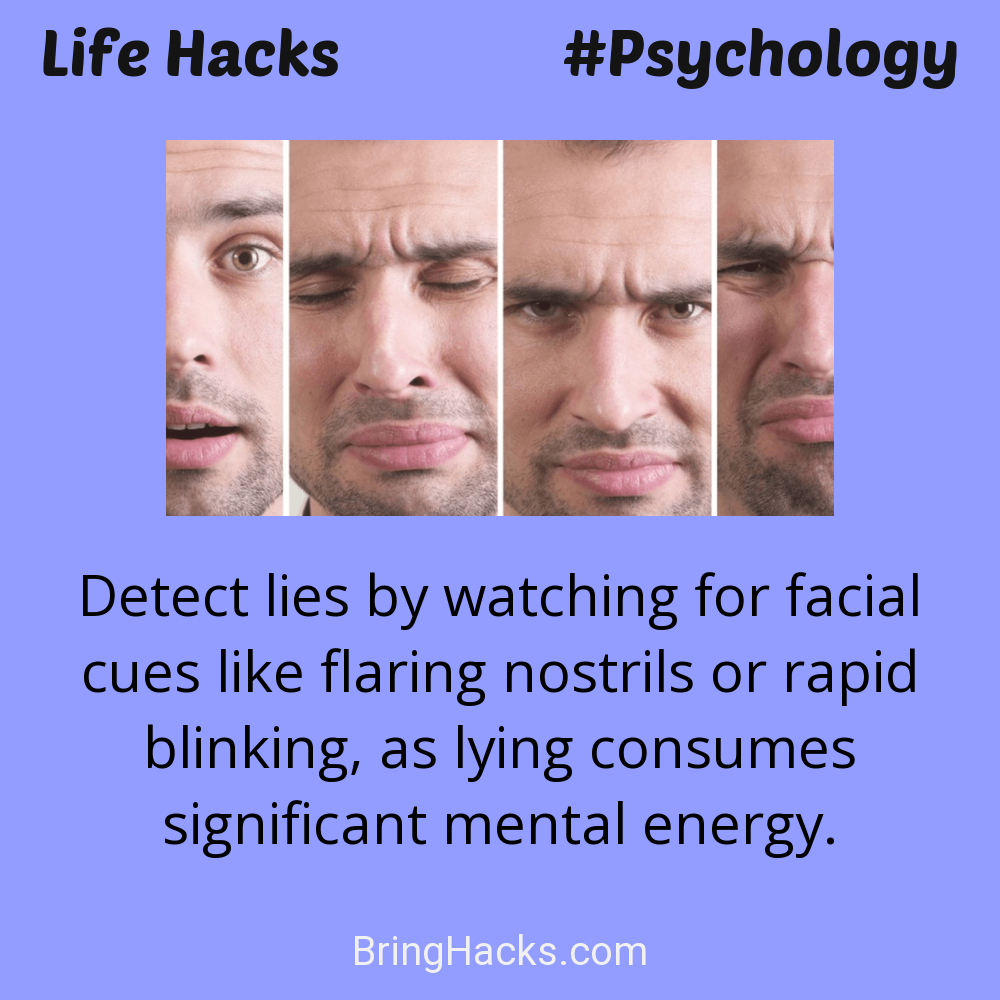 Life Hacks
#Psychology
Detect lies by watching for facial
cues like flaring nostrils or rapid
blinking, as lying consumes
significant mental energy.
BringHacks.com